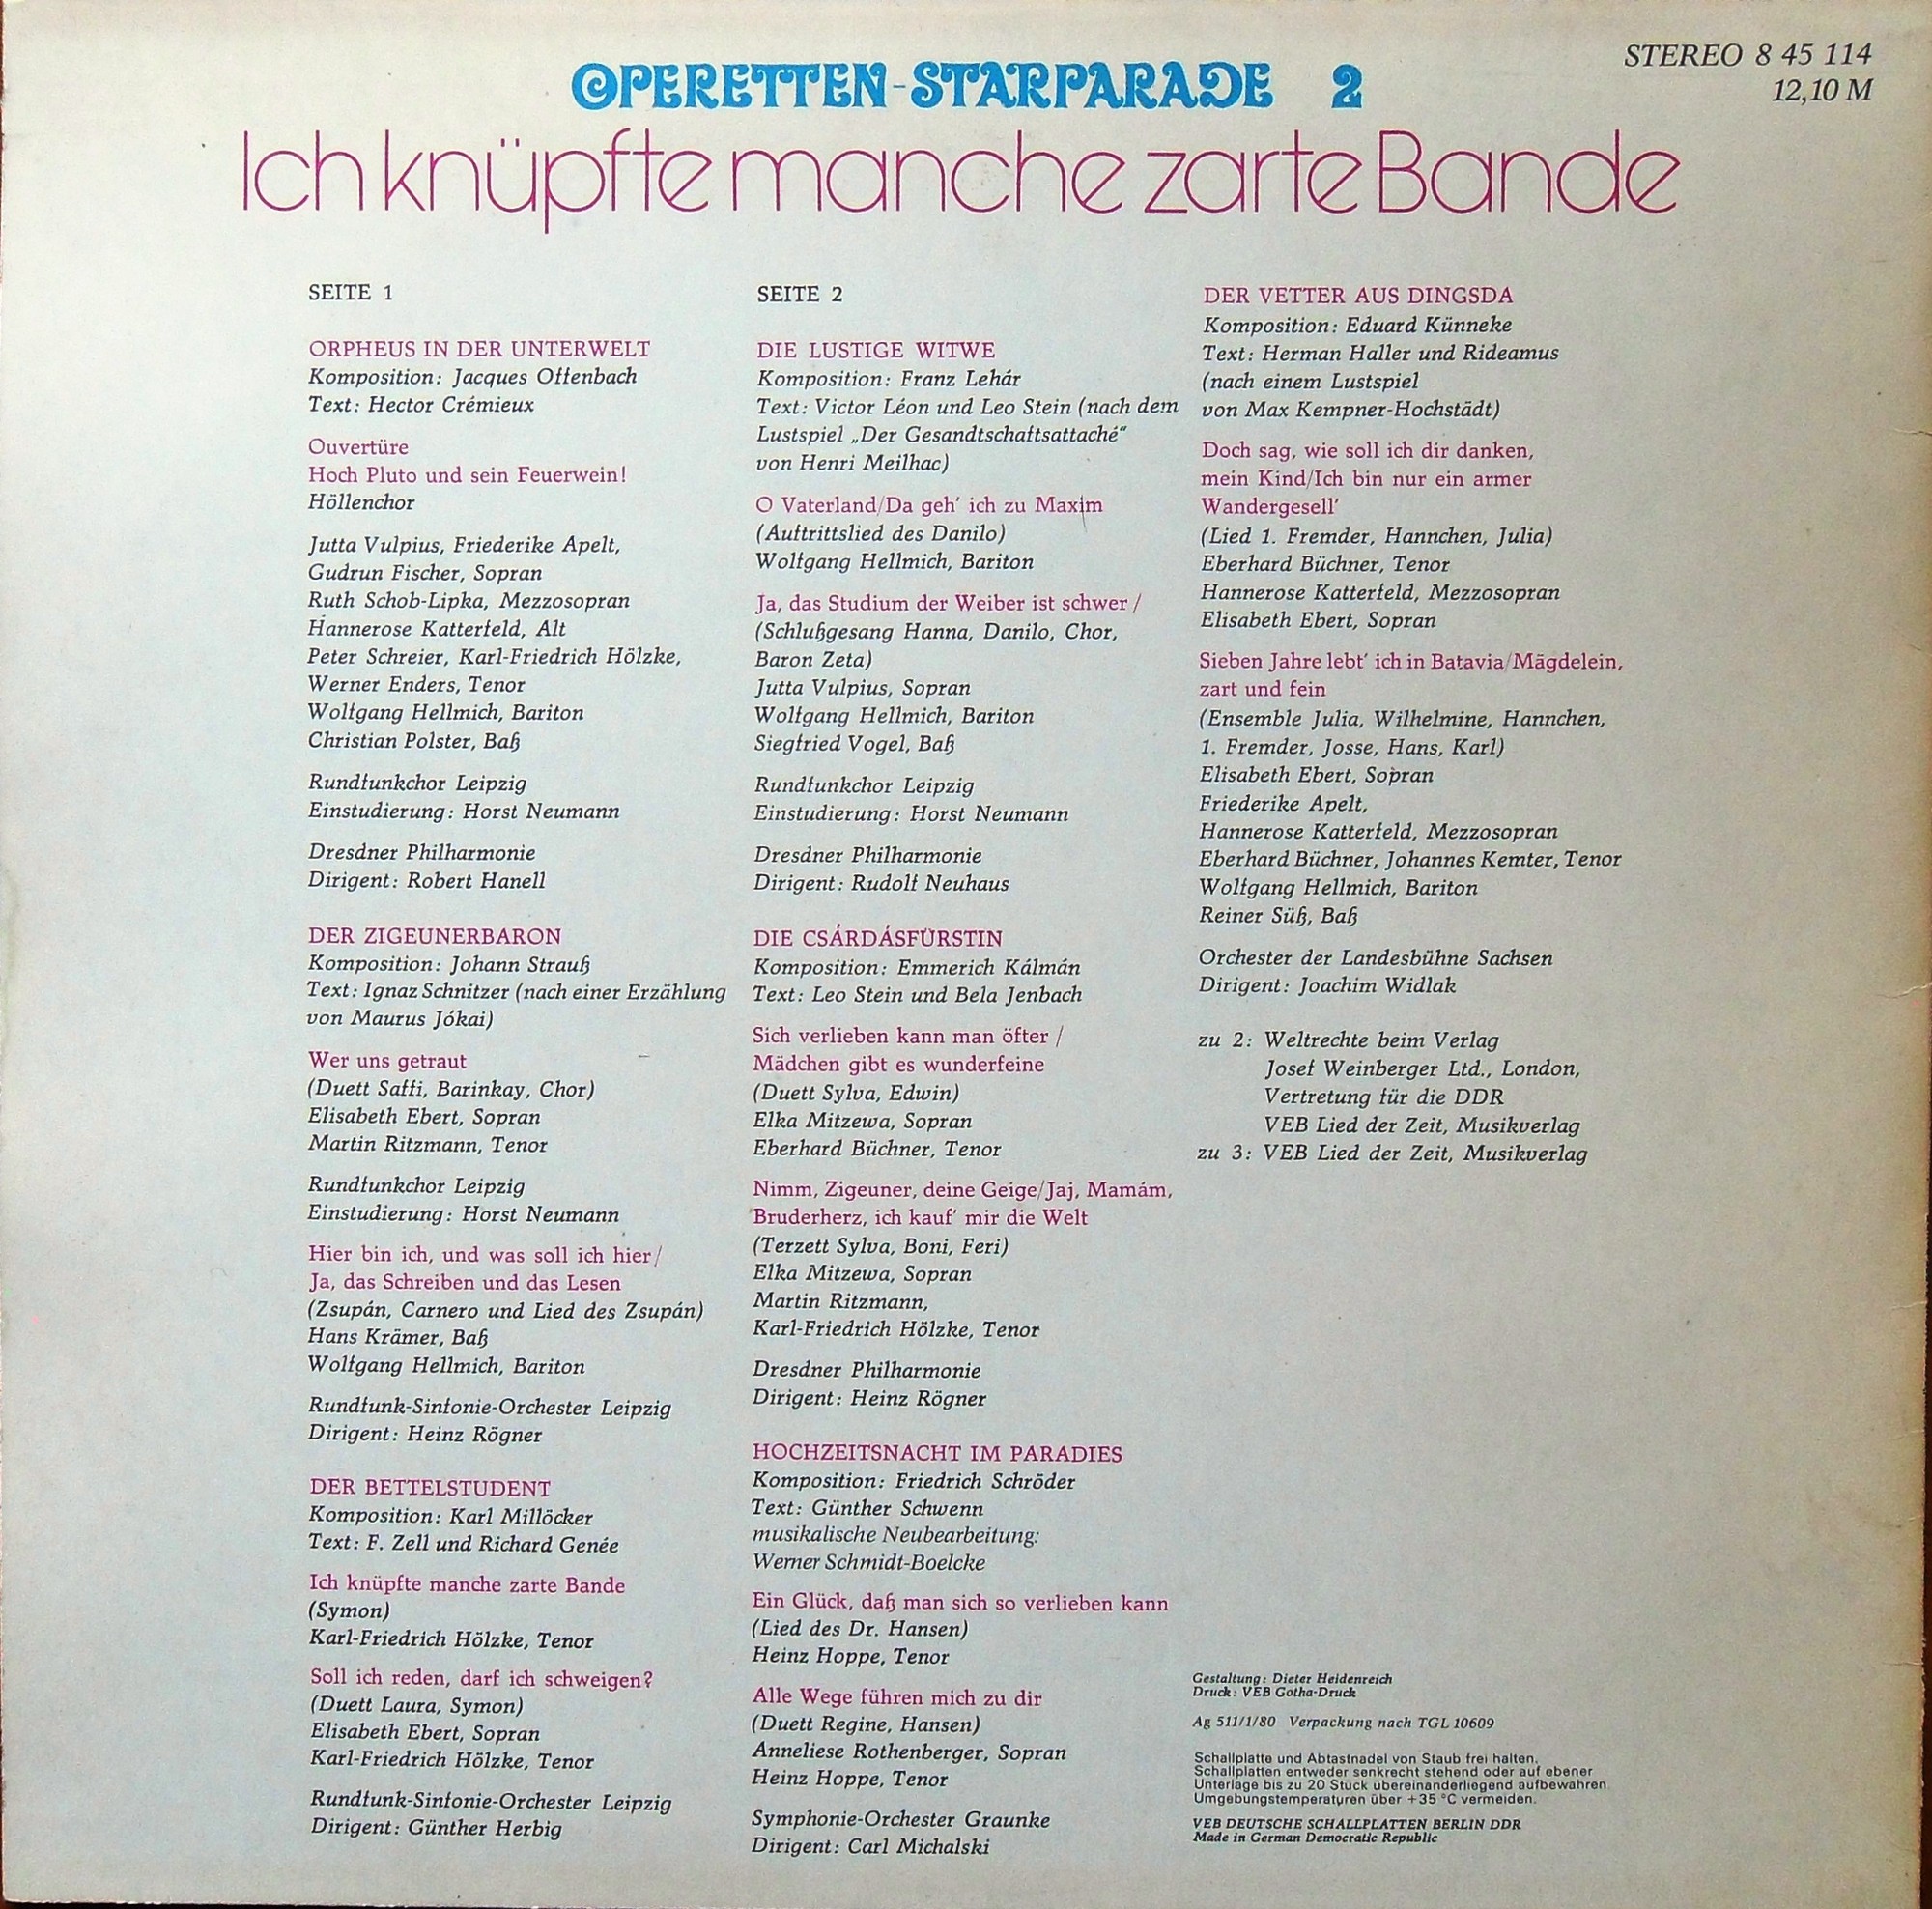 STEREO 8 45 114
12,10 M
OPERETTEN-STARPARADE 2
Ich knüpfte manche zarte Bande
SEITE 1
ORPHEUS IN DER UNTERWELT
Komposition: Jacques Offenbach
Text: Hector Crémieux
Ouvertüre
Hoch Pluto und sein Feuerwein!
Höllenchor
Jutta Vulpius, Friederike Apelt,
Gudrun Fischer, Sopran
Ruth Schob-Lipka, Mezzosopran
Hannerose Katterfeld, Alt
Peter Schreier, Karl-Friedrich Hölzke,
Werner Enders, Tenor
Wolfgang Hellmich, Bariton
Christian Polster, Baß
Rundfunkchor Leipzig
Einstudierung: Horst Neumann
Dresdner Philharmonie
Dirigent: Robert Hanell
DER ZIGEUNERBARON
Komposition: Johann Strauß
Text: Ignaz Schnitzer (nach einer Erzählung
von Maurus Jókai)
Wer uns getraut
(Duett Saffi, Barinkay, Chor)
Elisabeth Ebert, Sopran
Martin Ritzmann, Tenor
Rundfunkchor Leipzig
Einstudierung: Horst Neumann
Hier bin ich, und was soll ich hier/
Ja, das Schreiben und das Lesen
(Zsupán, Carnero und Lied des Zsupán)
Hans Krämer, Baß
Wolfgang Hellmich, Bariton
Rundfunk-Sinfonie-Orchester Leipzig
Dirigent: Heinz Rögner
DER BETTELSTUDENT
Komposition: Karl Millöcker
Text: F. Zell und Richard Genée
Ich knüpfte manche zarte Bande
(Symon)
Karl-Friedrich Hölzke, Tenor
Soll ich reden, darf ich schweigen?
(Duett Laura, Symon)
Elisabeth Ebert, Sopran
Karl-Friedrich Hölzke, Tenor
Rundfunk-Sinfonie-Orchester Leipzig
Dirigent: Günther Herbig
SEITE 2
DIE LUSTIGE WITWE
Komposition: Franz Lehár
Text: Victor Léon und Leo Stein (nach dem
Lustspiel „Der Gesandtschaftsattaché“
von Henri Meilhac)
O Vaterland/Da geh’ ich zu Maxim
(Auftrittslied des Danilo)
Wolfgang Hellmich, Bariton
Ja, das Studium der Weiber ist schwer /
(Schlußgesang Hanna, Danilo, Chor,
Baron Zeta)
Jutta Vulpius, Sopran
Wolfgang Hellmich, Bariton
Siegfried Vogel, Baß
Rundfunkchor Leipzig
Einstudierung: Horst Neumann
Dresdner Philharmonie
Dirigent: Rudolf Neuhaus
DIE CSÁRDÁSFÜRSTIN
Komposition: Emmerich Kálmán
Text: Leo Stein und Bela Jenbach
Sich verlieben kann man öfter /
Mädchen gibt es wunderfeine
(Duett Sylva, Edwin)
Elka Mitzewa, Sopran
Eberhard Büchner, Tenor
Nimm, Zigeuner, deine Geige/Jaj, Mamám,
Bruderherz, ich kauf’ mir die Welt
(Terzett Sylva, Boni, Feri)
Elka Mitzewa, Sopran
Martin Ritzmann,
Karl-Friedrich Hölzke, Tenor
Dresdner Philharmonie
Dirigent: Heinz Rögner
HOCHZEITSNACHT IM PARADIES
Komposition: Friedrich Schröder
Text: Günther Schwenn
musikalische Neubearbeitung:
Werner Schmidt-Boelcke
Ein Glück, daß man sich so verlieben kann
(Lied des Dr. Hansen)
Heinz Hoppe, Tenor
Alle Wege führen mich zu dir
(Duett Regine, Hansen)
Anneliese Rothenberger, Sopran
Heinz Hoppe, Tenor
Symphonie-Orchester Graunke
Dirigent: Carl Michalski
DER VETTER AUS DINGSDA
Komposition: Eduard Künneke
Text: Herman Haller und Rideamus
(nach einem Lustspiel
von Max Kempner-Hochstädt)
Doch sag, wie soll ich dir danken,
mein Kind/Ich bin nur ein armer
Wandergesell’
(Lied 1. Fremder, Hannchen, Julia)
Eberhard Büchner, Tenor
Hannerose Katterfeld, Mezzosopran
Elisabeth Ebert, Sopran
Sieben Jahre lebt’ ich in Batavia/Mägdelein,
zart und fein
(Ensemble Julia, Wilhelmine, Hannchen,
1. Fremder, Josse, Hans, Karl)
Elisabeth Ebert, Sopran
Friederike Apelt,
Hannerose Katterfeld, Mezzosopran
Eberhard Büchner, Johannes Kemter, Tenor
Wolfgang Hellmich, Bariton
Reiner Süß, Baß
Orchester der Landesbühne Sachsen
Dirigent: Joachim Widlak
zu 2: Weltrechte beim Verlag
Josef Weinberger Ltd., London,
Vertretung für die DDR
VEB Lied der Zeit, Musikverlag
zu 3: VEB Lied der Zeit, Musikverlag
Gestaltung: Dieter Heidenreich
Druck: VEB Gotha-Druck
Ag 511/1/80 Verpackung nach TGL 10609
Schallplatte und Abtastnadel von Staub frei halten.
Schallplatten entweder senkrecht stehend oder auf ebener
Unterlage bis zu 20 Stück übereinanderliegend aufbewahren.
Umgebungstemperaturen über +35 °C vermeiden.
VEB DEUTSCHE SCHALLPLATTEN BERLIN DDR
Made in German Democratic Republic